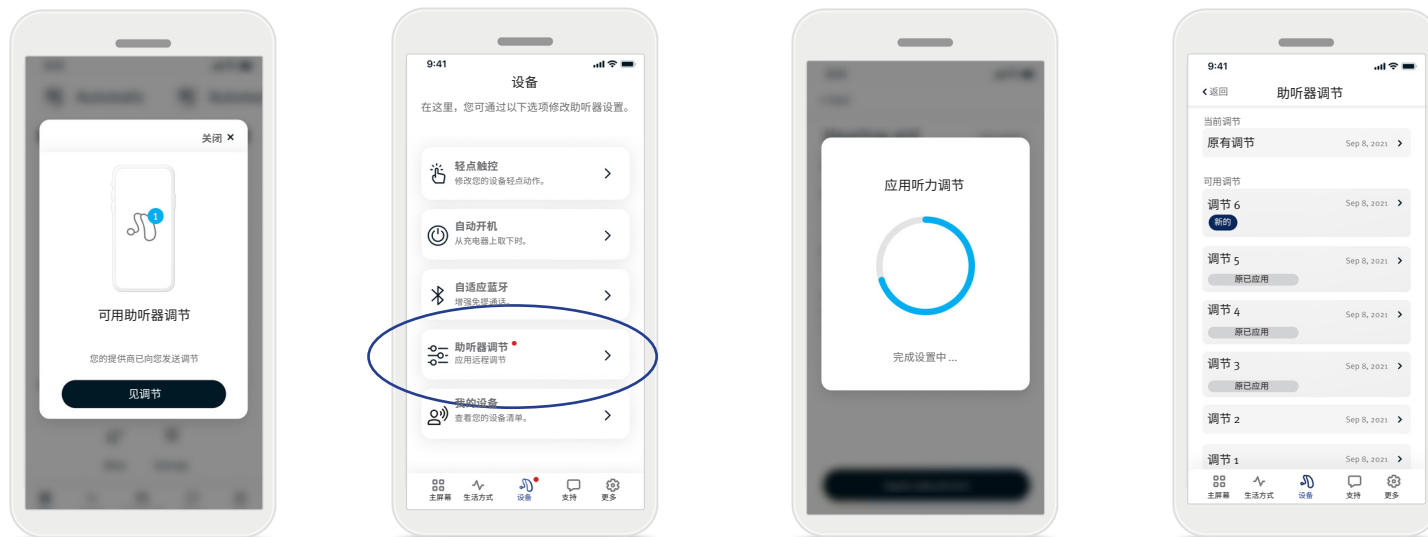 关闭 ×
1
可用助听器调节
您的提供商已向您发送调节
见调节
9:41
设备
在这里，您可通过以下选项修改助听器设置。
轻点触控
修改您的设备轻点动作。
自动开机
从充电器上取下时。
自适应蓝牙
增强免提通话。
助听器调节
应用远程调节
我的设备
查看您的设备清单。
主屏幕 生活方式 设备 支持 更多
应用听力调节
完成设置中 ...
9:41
返回 助听器调节
当前调节
原有调节 Sep 8, 2021
可用调节
调节 6 Sep 8, 2021
新的
调节 5 Sep 8, 2021
原已应用
调节 4 Sep 8, 2021
原已应用
调节 3 Sep 8, 2021
原已应用
调节 2 Sep 8, 2021
调节 1 Sep 8, 2021
主屏幕 生活方式 设备 支持 更多